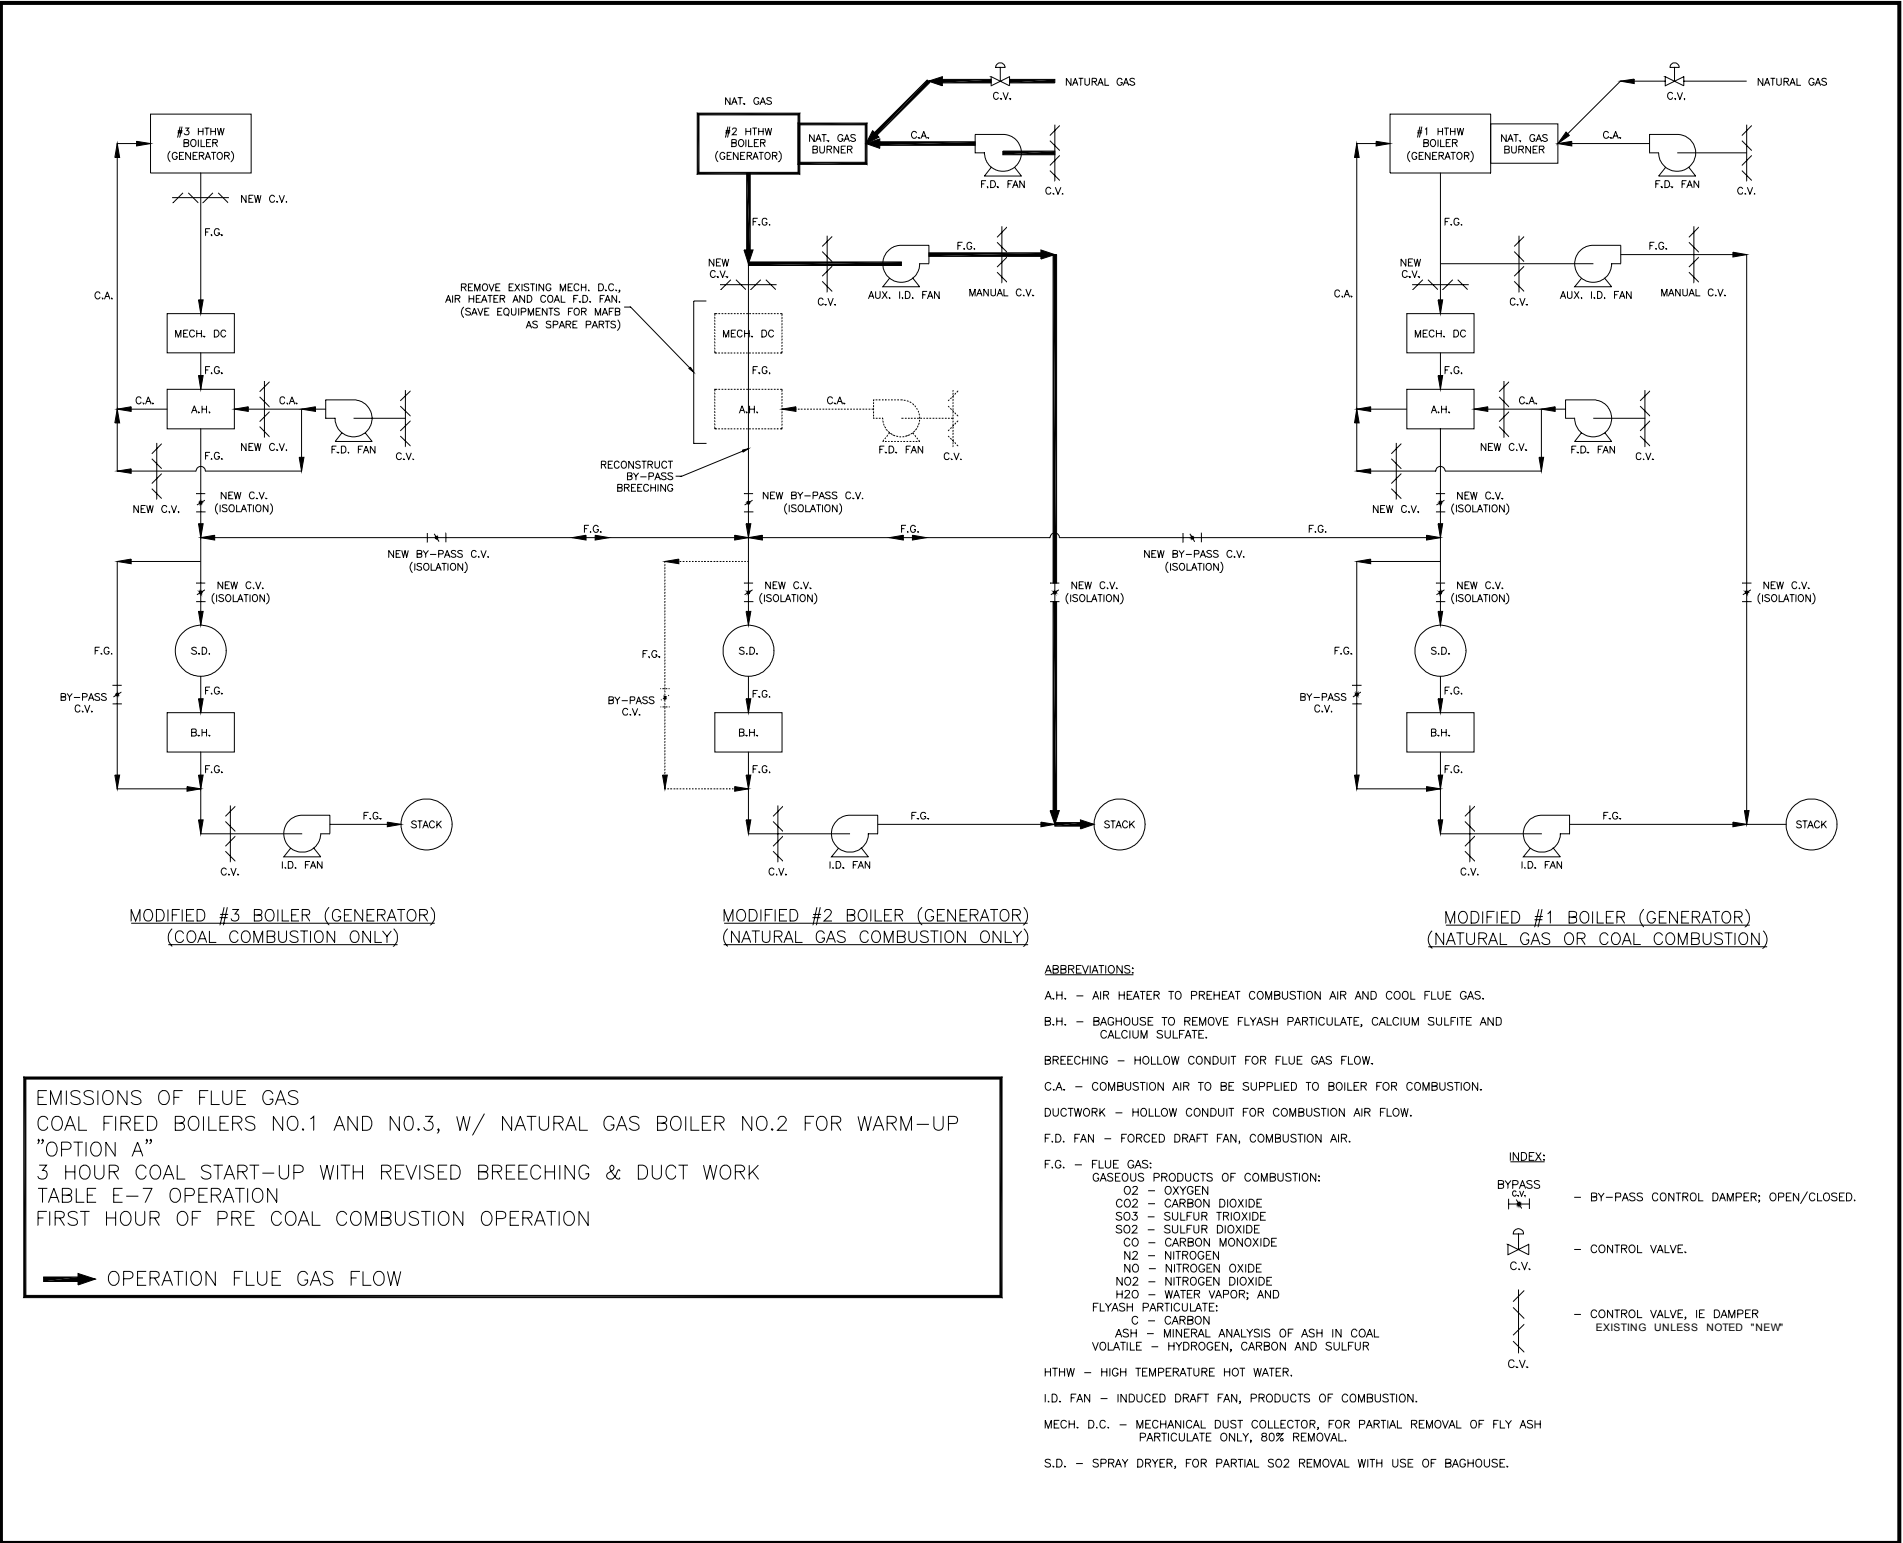 #3 HTHW
BOILER
(GENERATOR)
NEW C.V.
F.G.
C.A.
MECH. DC
F.G.
C.A.
A.H.
C.A.
NEW C.V.
F.D. FAN
C.V.
F.G.
NEW C.V.
NEW C.V.
(ISOLATION)
F.G.
NEW BY-PASS C.V.
(ISOLATION)
NEW C.V.
(ISOLATION)
F.G.
S.D.
F.G.
BY-PASS
C.V.
B.H.
F.G.
F.G.
STACK
I.D. FAN
C.V.
MODIFIED #3 BOILER (GENERATOR)
(COAL COMBUSTION ONLY)
NAT. GAS
#2 HTHW
BOILER
(GENERATOR)
NAT. GAS
BURNER
C.V.
NATURAL GAS
C.A.
F.D. FAN
C.V.
F.G.
NEW
C.V.
F.G.
C.V.
AUX. I.D. FAN
MANUAL C.V.
REMOVE EXISTING MECH. D.C.,
AIR HEATER AND COAL F.D. FAN.
(SAVE EQUIPMENTS FOR MAFB
AS SPARE PARTS)
MECH. DC
F.G.
A.H.
C.A.
F.D. FAN
C.V.
RECONSTRUCT
BY-PASS
BREECHING
NEW BY-PASS C.V.
(ISOLATION)
F.G.
NEW BY-PASS C.V.
(ISOLATION)
F.G.
NEW C.V.
(ISOLATION)
NEW C.V.
(ISOLATION)
F.G.
S.D.
F.G.
BY-PASS
C.V.
B.H.
F.G.
F.G.
STACK
I.D. FAN
C.V.
MODIFIED #2 BOILER (GENERATOR)
(NATURAL GAS COMBUSTION ONLY)
#1 HTHW
BOILER
(GENERATOR)
NAT. GAS
BURNER
C.V.
NATURAL GAS
C.A.
F.D. FAN
C.V.
F.G.
NEW
C.V.
F.G.
C.V.
AUX. I.D. FAN
MANUAL C.V.
C.A.
MECH. DC
F.G.
A.H.
C.A.
NEW C.V.
F.D. FAN
C.V.
NEW C.V.
NEW C.V.
(ISOLATION)
NEW C.V.
(ISOLATION)
NEW C.V.
(ISOLATION)
F.G.
S.D.
F.G.
BY-PASS
C.V.
B.H.
F.G.
F.G.
STACK
I.D. FAN
C.V.
MODIFIED #1 BOILER (GENERATOR)
(NATURAL GAS OR COAL COMBUSTION)
EMISSIONS OF FLUE GAS
COAL FIRED BOILERS NO.1 AND NO.3, W/ NATURAL GAS BOILER NO.2 FOR WARM-UP
"OPTION A"
3 HOUR COAL START-UP WITH REVISED BREECHING & DUCT WORK
TABLE E-7 OPERATION
FIRST HOUR OF PRE COAL COMBUSTION OPERATION
OPERATION FLUE GAS FLOW
ABBREVIATIONS:
A.H. - AIR HEATER TO PREHEAT COMBUSTION AIR AND COOL FLUE GAS.
B.H. - BAGHOUSE TO REMOVE FLYASH PARTICULATE, CALCIUM SULFITE AND
CALCIUM SULFATE.
BREECHING - HOLLOW CONDUIT FOR FLUE GAS FLOW.
C.A. - COMBUSTION AIR TO BE SUPPLIED TO BOILER FOR COMBUSTION.
DUCTWORK - HOLLOW CONDUIT FOR COMBUSTION AIR FLOW.
F.D. FAN - FORCED DRAFT FAN, COMBUSTION AIR.
F.G. - FLUE GAS:
GASEOUS PRODUCTS OF COMBUSTION:
O2 - OXYGEN
CO2 - CARBON DIOXIDE
SO3 - SULFUR TRIOXIDE
SO2 - SULFUR DIOXIDE
CO - CARBON MONOXIDE
N2 - NITROGEN
NO - NITROGEN OXIDE
NO2 - NITROGEN DIOXIDE
H2O - WATER VAPOR; AND
FLYASH PARTICULATE:
C - CARBON
ASH - MINERAL ANALYSIS OF ASH IN COAL
VOLATILE - HYDROGEN, CARBON AND SULFUR
HTHW - HIGH TEMPERATURE HOT WATER.
I.D. FAN - INDUCED DRAFT FAN, PRODUCTS OF COMBUSTION.
MECH. D.C. - MECHANICAL DUST COLLECTOR, FOR PARTIAL REMOVAL OF FLY ASH
PARTICULATE ONLY, 80% REMOVAL.
S.D. - SPRAY DRYER, FOR PARTIAL SO2 REMOVAL WITH USE OF BAGHOUSE.
INDEX:
BYPASS
C.V.
- BY-PASS CONTROL DAMPER; OPEN/CLOSED.
- CONTROL VALVE.
C.V.
- CONTROL VALVE, IE DAMPER
EXISTING UNLESS NOTED "NEW"
C.V.